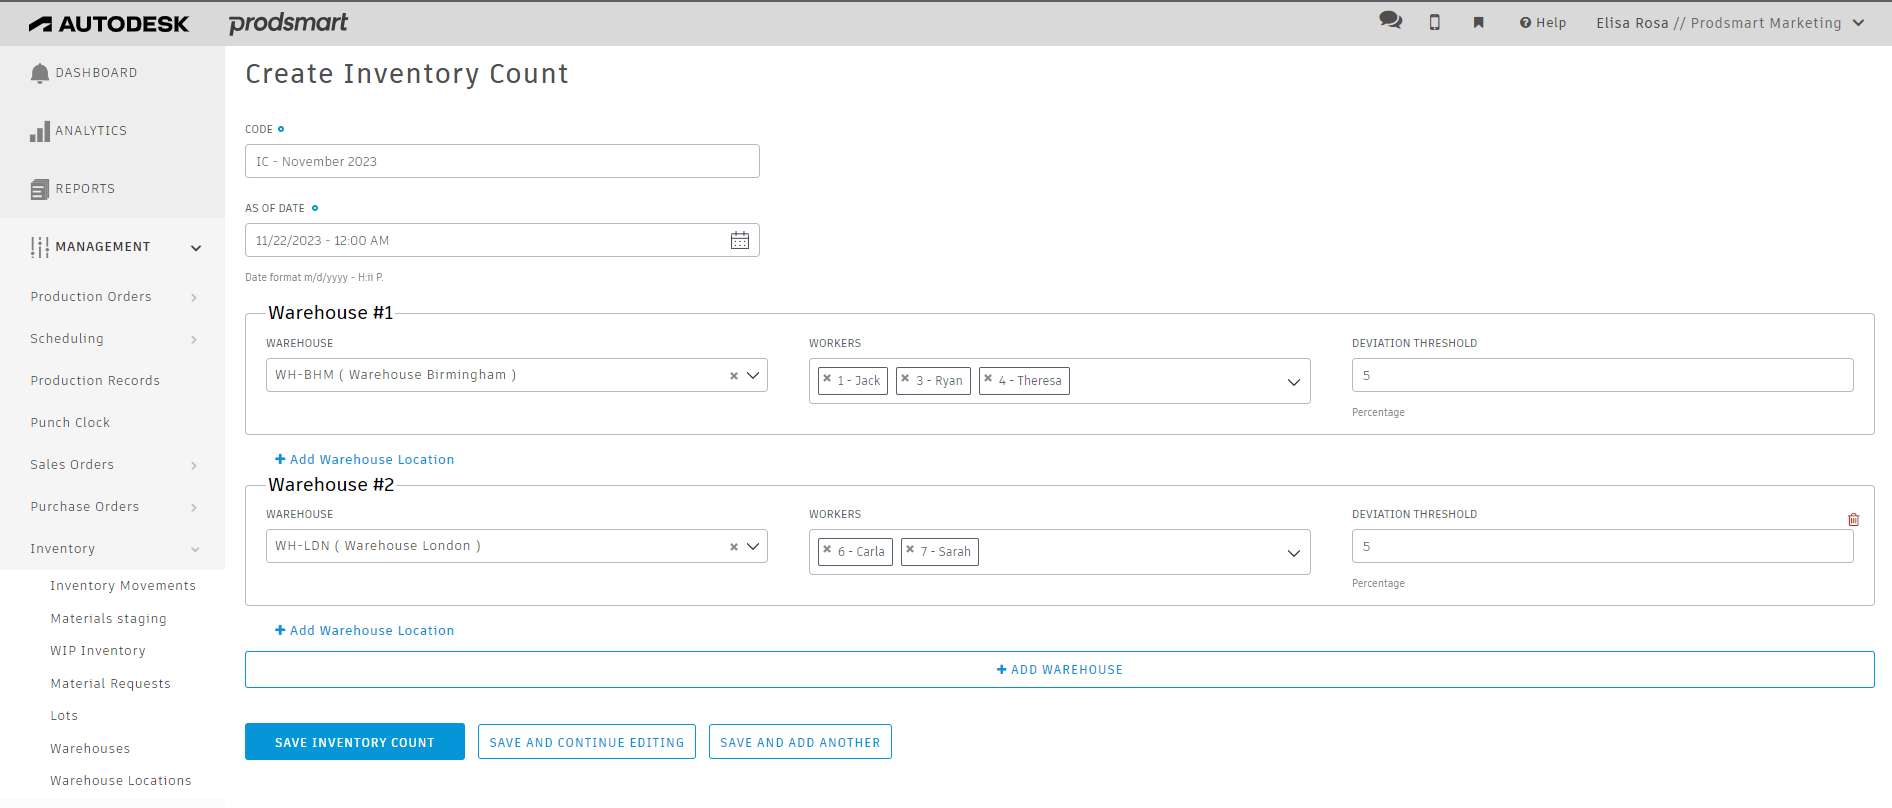 AUTODESK prodsmart
Help Elisa Rosa // Prodsmart Marketing
DASHBOARD
ANALYTICS
REPORTS
MANAGEMENT
Production Orders
Scheduling
Production Records
Punch Clock
Sales Orders
Purchase Orders
Inventory
Inventory Movements
Materials staging
WIP Inventory
Material Requests
Lots
Warehouses
Warehouse Locations
Create Inventory Count
CODE
IC - November 2023
AS OF DATE
11/22/2023 - 12:00 AM
Date format m/d/yyyy - H:ii P.
Warehouse #1
WAREHOUSE WORKERS DEVIATION THRESHOLD
WH-BHM ( Warehouse Birmingham ) × 1 - Jack × 3 - Ryan × 4 - Theresa 5
Percentage
+ Add Warehouse Location
Warehouse #2
WAREHOUSE WORKERS DEVIATION THRESHOLD
WH-LDN ( Warehouse London ) × 6 - Carla × 7 - Sarah 5
Percentage
+ Add Warehouse Location
+ ADD WAREHOUSE
SAVE INVENTORY COUNT SAVE AND CONTINUE EDITING SAVE AND ADD ANOTHER